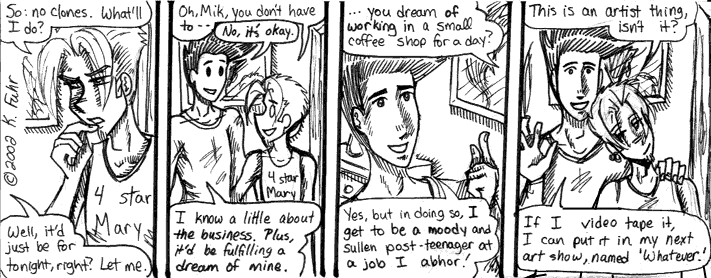 So: no clones. What'll
I do?
© 2002 K. Fuhr
4 star
Mary
Well, it'd
just be for
tonight, right?
Let me.
Oh, Mik, you don't have
to --
No, it's okay.
4 star
Mary
I know a little about
the business. Plus,
it'd be fulfilling a
dream of mine.
... you dream of
working in a small
coffee shop for a day?
Yes, but in doing so, I
get to be a moody and
sullen post-teenager at
a job I abhor!
This is an artist thing,
isn't it?
If I video tape it,
I can put it in my next
art show, named 'Whatever.'